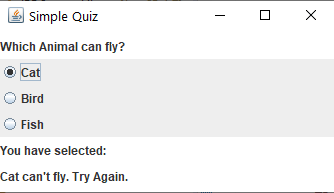 Simple Quiz
Which Animal can fly?
Cat
Bird
Fish
You have selected:
Cat can't fly. Try Again.